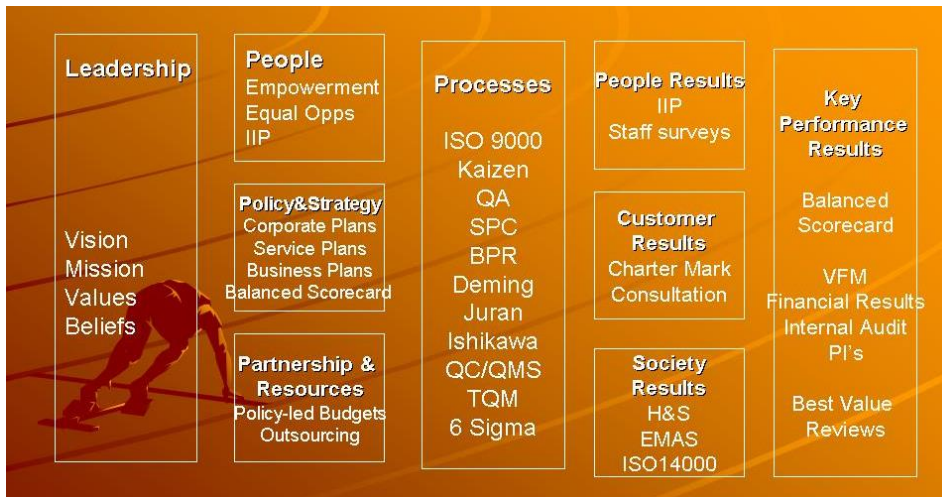 Leadership
Vision
Mission
Values
Beliefs
People
Empowerment
Equal Opps
IIP
Policy&Strategy
Corporate Plans
Service Plans
Business Plans
Balanced Scorecard
Partnership &
Resources
Policy-led Budgets
Outsourcing
Processes
ISO 9000
Kaizen
QA
SPC
BPR
Deming
Juran
Ishikawa
QC/QMS
TQM
6 Sigma
People Results
IIP
Staff surveys
Customer
Results
Charter Mark
Consultation
Society
Results
H&S
EMAS
ISO14000
Key
Performance
Results
Balanced
Scorecard
VFM
Financial Results
Internal Audit
PI's
Best Value
Reviews